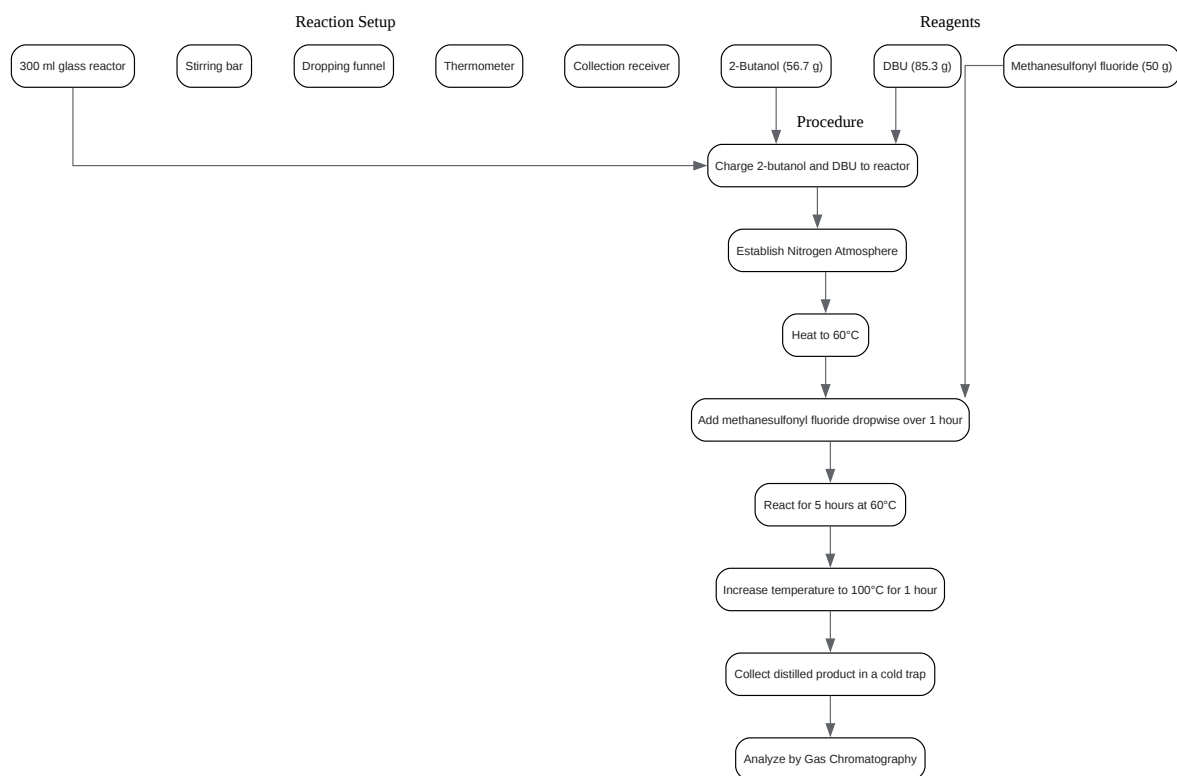 Reaction Setup
Reagents
300 ml glass reactor
Stirring bar
Dropping funnel
Thermometer
Collection receiver
2-Butanol (56.7 g)
DBU (85.3 g)
Methanesulfonyl fluoride (50 g)
Procedure
Charge 2-butanol and DBU to reactor
Establish Nitrogen Atmosphere
Heat to 60°C
Add methanesulfonyl fluoride dropwise over 1 hour
React for 5 hours at 60°C
Increase temperature to 100°C for 1 hour
Collect distilled product in a cold trap
Analyze by Gas Chromatography